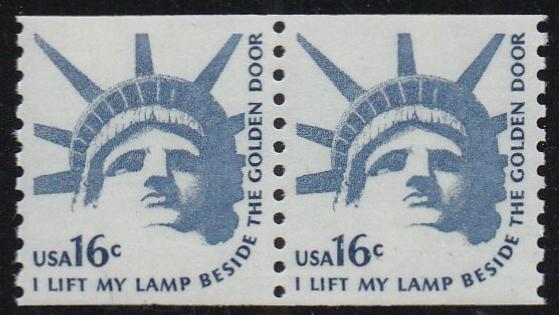 USA16c
I LIFT MY LAMP BESIDE THE GOLDEN DOOR
USA16c
I LIFT MY LAMP BESIDE THE GOLDEN DOOR